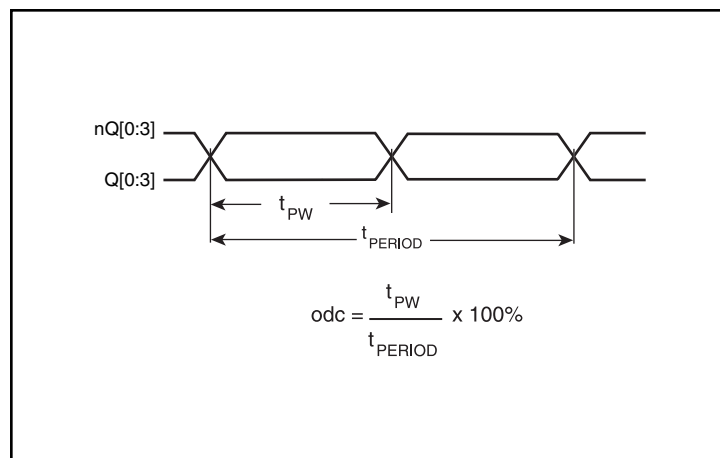 nQ[0:3]
Q[0:3]
tPW
tPERIOD
odc = tPW / tPERIOD x 100%